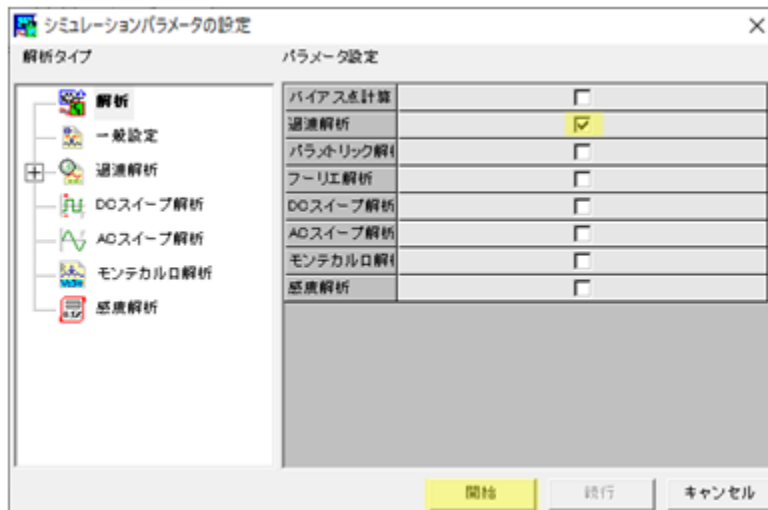 シミュレーションパラメータの設定
解析タイプ
パラメータ設定
解析
一般設定
過渡解析
DCスイープ解析
ACスイープ解析
モンテカルロ解析
感度解析
バイアス点計算
過渡解析
パラメトリック解
フーリエ解析
DCスイープ解析
ACスイープ解析
モンテカルロ解
感度解析
開始
続行
キャンセル